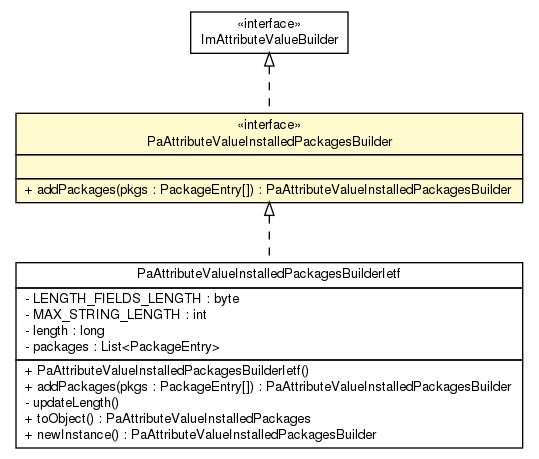 «interface»
ImAttributeValueBuilder
«interface»
PaAttributeValueInstalledPackagesBuilder
+ addPackages(pkgs : PackageEntry[]) : PaAttributeValueInstalledPackagesBuilder
PaAttributeValueInstalledPackagesBuilderIetf
- LENGTH_FIELDS_LENGTH : byte
- MAX_STRING_LENGTH : int
- length : long
- packages : List<PackageEntry>
+ PaAttributeValueInstalledPackagesBuilderIetf()
+ addPackages(pkgs : PackageEntry[]) : PaAttributeValueInstalledPackagesBuilder
- updateLength()
+ toObject() : PaAttributeValueInstalledPackages
+ newInstance() : PaAttributeValueInstalledPackagesBuilder